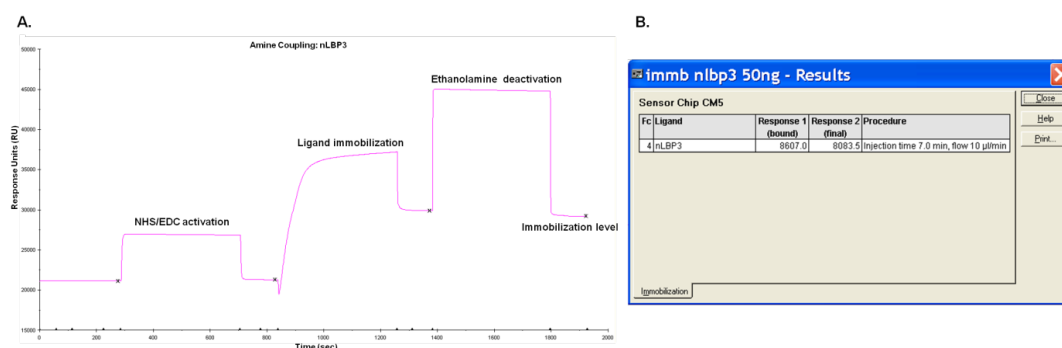 A.
B.
Amine Coupling: nLBP3
50000
45000
40000
35000
30000
25000
20000
15000
Response Units (RU)
NHS/EDC activation
Ligand immobilization
Ethanolamine deactivation
Immobilization level
0 200 400 600 800 1000 1200 1400 1600 1800 2000
Time (sec)
immb nlbp3 50ng - Results
Sensor Chip CM5
Fc Ligand Response 1 (bound) Response 2 (final) Procedure
4 nLBP3 8607.0 8083.5 Injection time 7.0 min, flow 10 µl/min
Close
Help
Print...
Immobilization